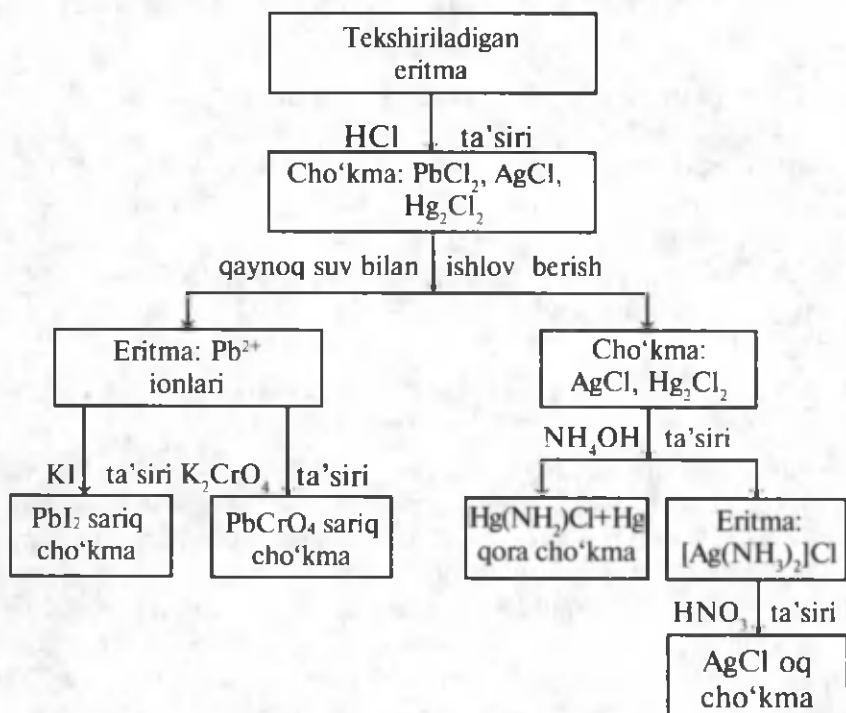 Tekshiriladigan
eritma
HCl ta'siri
Cho‘kma: PbCl₂, AgCl,
Hg₂Cl₂
qaynoq suv bilan ishlov berish
Eritma: Pb²⁺
ionlari
Cho‘kma:
AgCl, Hg₂Cl₂
KI ta'siri K₂CrO₄ ta'siri
NH₄OH ta'siri
PbI₂ sariq
cho‘kma
PbCrO₄ sariq
cho‘kma
Hg(NH₂)Cl+Hg
qora cho‘kma
Eritma:
[Ag(NH₃)₂]Cl
HNO₃ ta'siri
AgCl oq
cho‘kma